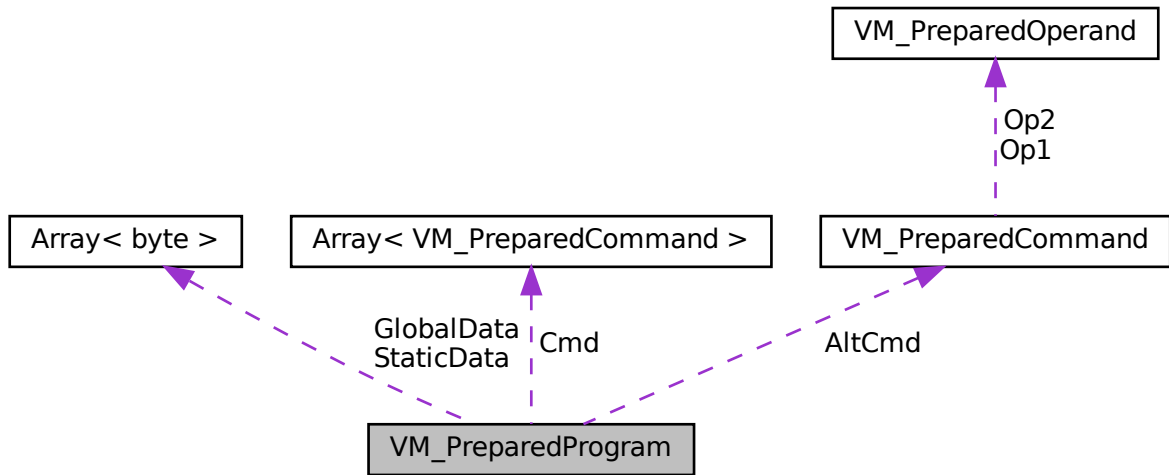 VM_PreparedOperand
Op2
Op1
Array< byte >
Array< VM_PreparedCommand >
VM_PreparedCommand
GlobalData
StaticData
Cmd
AltCmd
VM_PreparedProgram